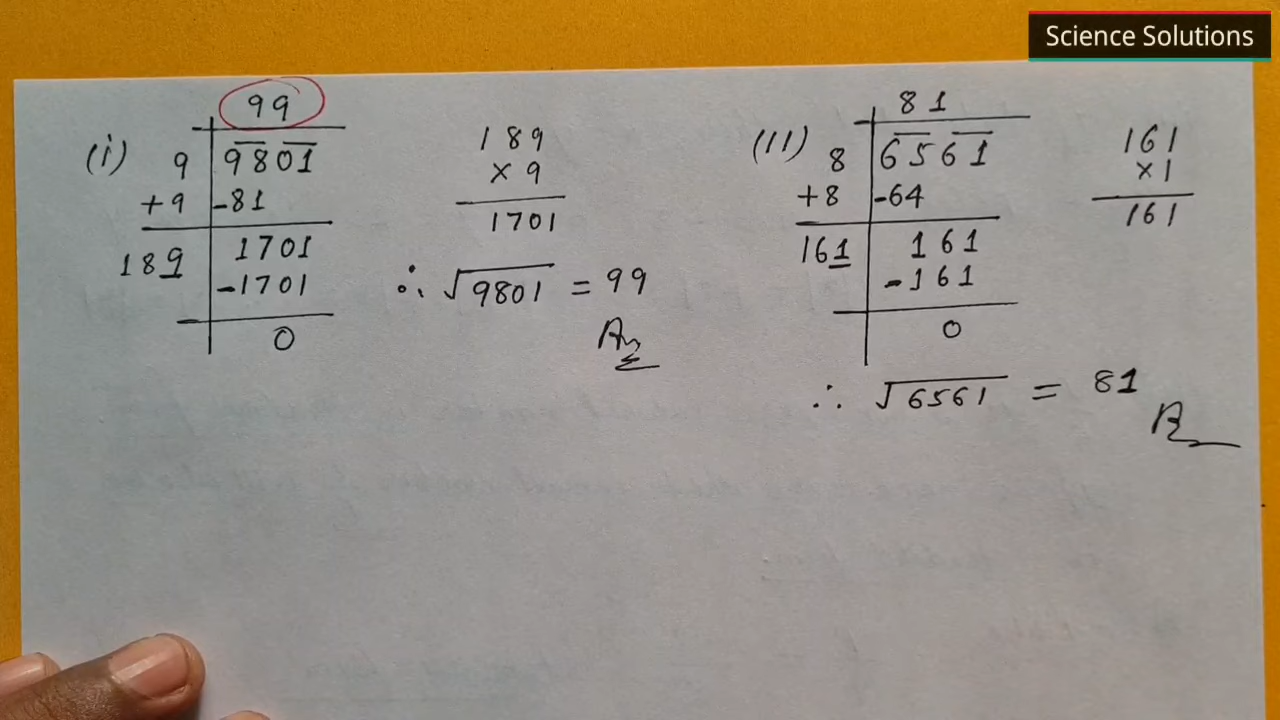 Science Solutions
99
(i) 9 9801
+9 -81
189 1701
-1701
0
189
×9
1701
∴ √9801 = 99
Ans
81
(II) 8 6561
+8 -64
161 161
-161
0
161
×1
161
∴ √6561 = 81